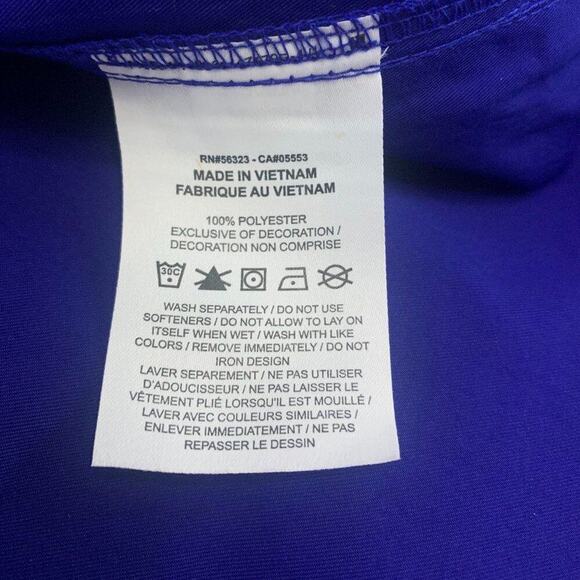 RN#56323 - CA#05553
MADE IN VIETNAM
FABRIQUE AU VIETNAM
100% POLYESTER
EXCLUSIVE OF DECORATION /
DECORATION NON COMPRISE
30C
WASH SEPARATELY / DO NOT USE
SOFTENERS / DO NOT ALLOW TO LAY ON
ITSELF WHEN WET / WASH WITH LIKE
COLORS / REMOVE IMMEDIATELY / DO NOT
IRON DESIGN
LAVER SEPAREMENT / NE PAS UTILISER
D'ADOUCISSEUR / NE PAS LAISSER LE
VÊTEMENT PLIÉ LORSQU'IL EST MOUILLÉ /
LAVER AVEC COULEURS SIMILAIRES /
ENLEVER IMMEDIATEMENT / NE PAS
REPASSER LE DESSIN